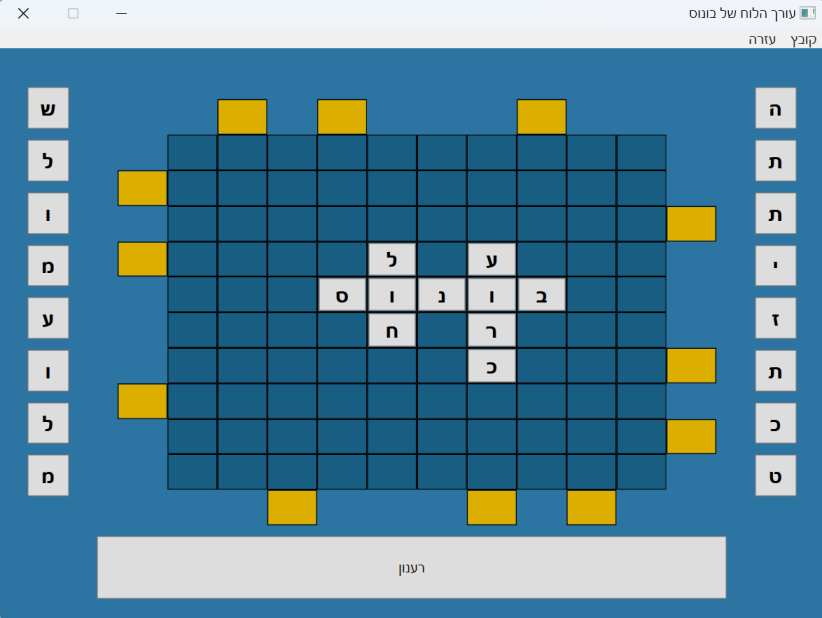 עורך הלוח של בונוס
קובץ עזרה
ה
ת
ת
י
ז
ת
כ
ט
ע ל
ב ו נ ו ס
ר ח
כ
ש
ל
ו
מ
ע
ו
ל
מ
רענון